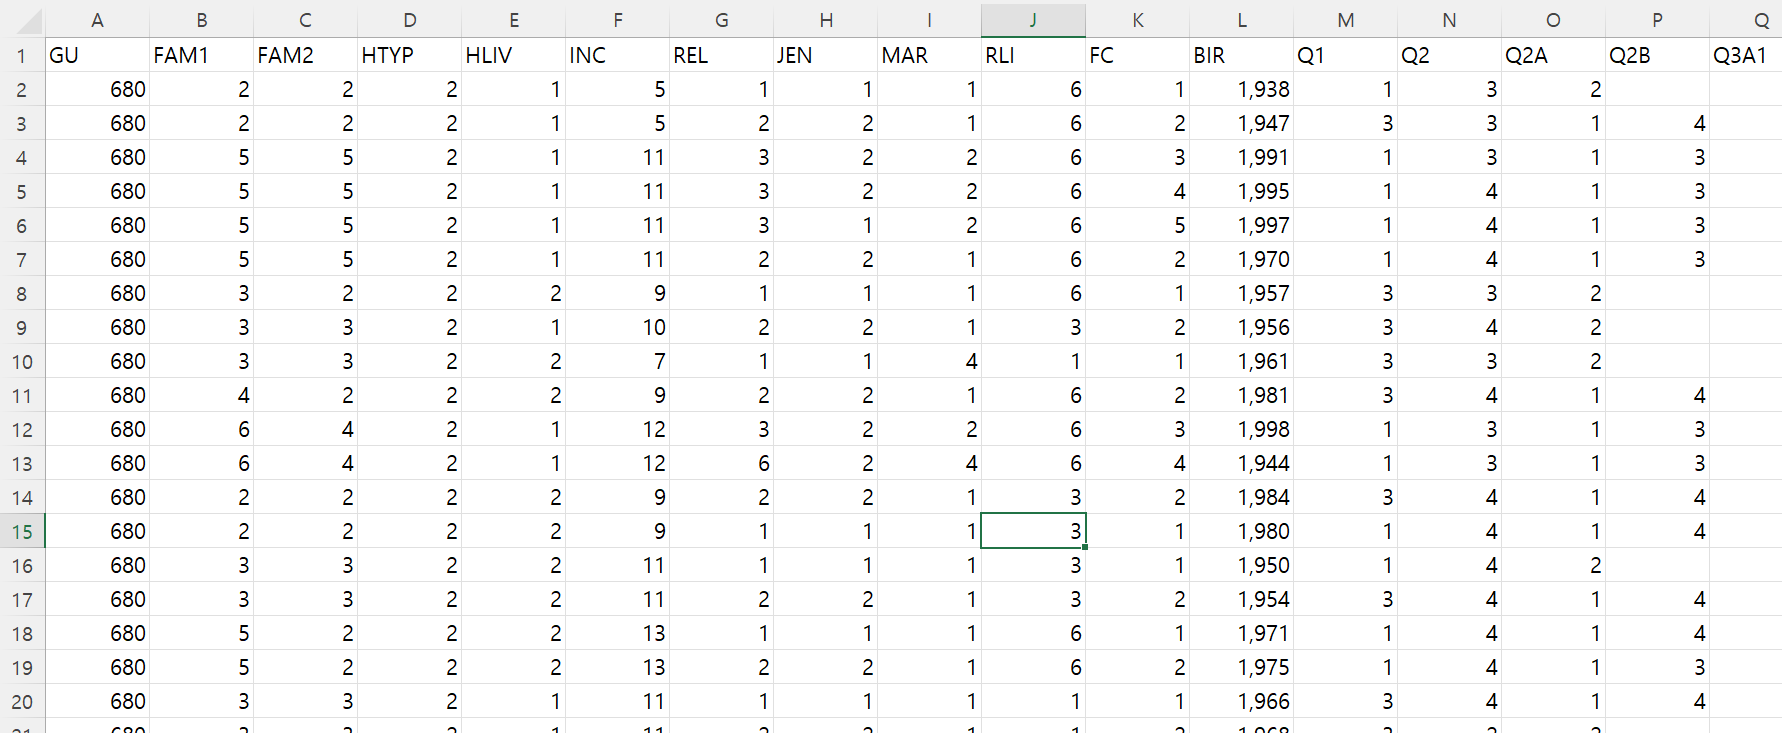 A B C D E F G H I J K L M N O P Q
1 GU FAM1 FAM2 HTYP HLIV INC REL JEN MAR RLI FC BIR Q1 Q2 Q2A Q2B Q3A1
2 680 2 2 2 1 5 1 1 1 6 1 1,938 1 3 2
3 680 2 2 2 1 5 2 2 1 6 2 1,947 3 3 1 4
4 680 5 5 2 1 11 3 2 2 6 3 1,991 1 3 1 3
5 680 5 5 2 1 11 3 2 2 6 4 1,995 1 4 1 3
6 680 5 5 2 1 11 3 1 2 6 5 1,997 1 4 1 3
7 680 5 5 2 1 11 2 2 1 6 2 1,970 1 4 1 3
8 680 3 2 2 2 9 1 1 1 6 1 1,957 3 3 2
9 680 3 3 2 1 10 2 2 1 3 2 1,956 3 4 2
10 680 3 3 2 2 7 1 1 4 1 1 1,961 3 3 2
11 680 4 2 2 2 9 2 2 1 6 2 1,981 3 4 1 4
12 680 6 4 2 1 12 3 2 2 6 3 1,998 1 3 1 3
13 680 6 4 2 1 12 6 2 4 6 4 1,944 1 3 1 3
14 680 2 2 2 2 9 2 2 1 3 2 1,984 3 4 1 4
15 680 2 2 2 2 9 1 1 1 3 1 1,980 1 4 1 4
16 680 3 3 2 2 11 1 1 1 3 1 1,950 1 4 2
17 680 3 3 2 2 11 2 2 1 3 2 1,954 3 4 1 4
18 680 5 2 2 2 13 1 1 1 6 1 1,971 1 4 1 4
19 680 5 2 2 2 13 2 2 1 6 2 1,975 1 4 1 3
20 680 3 3 2 1 11 1 1 1 1 1 1,966 3 4 1 4